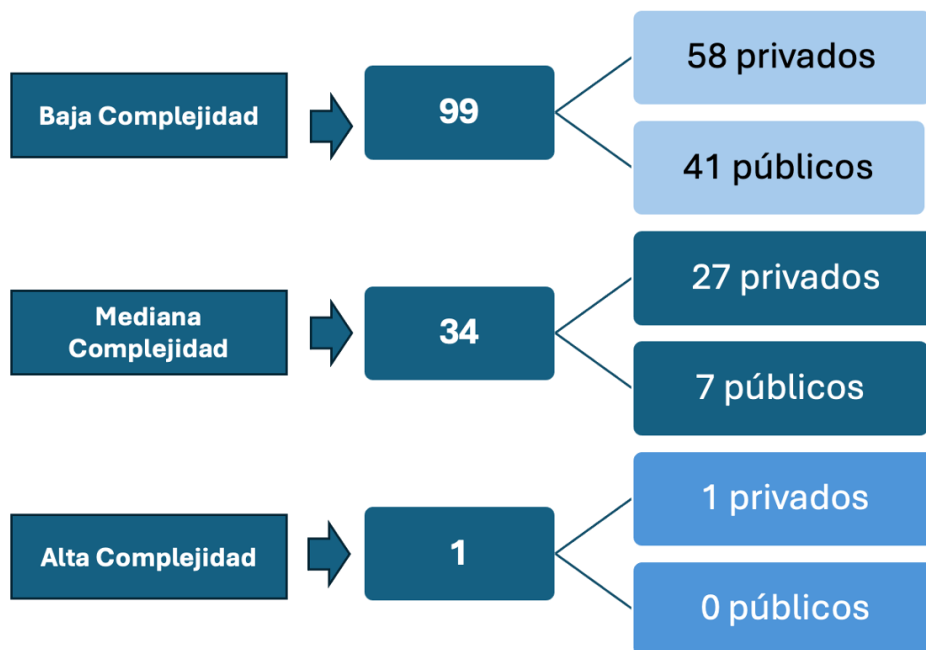 Baja Complejidad
99
58 privados
41 públicos
Mediana
Complejidad
34
27 privados
7 públicos
Alta Complejidad
1
1 privados
0 públicos